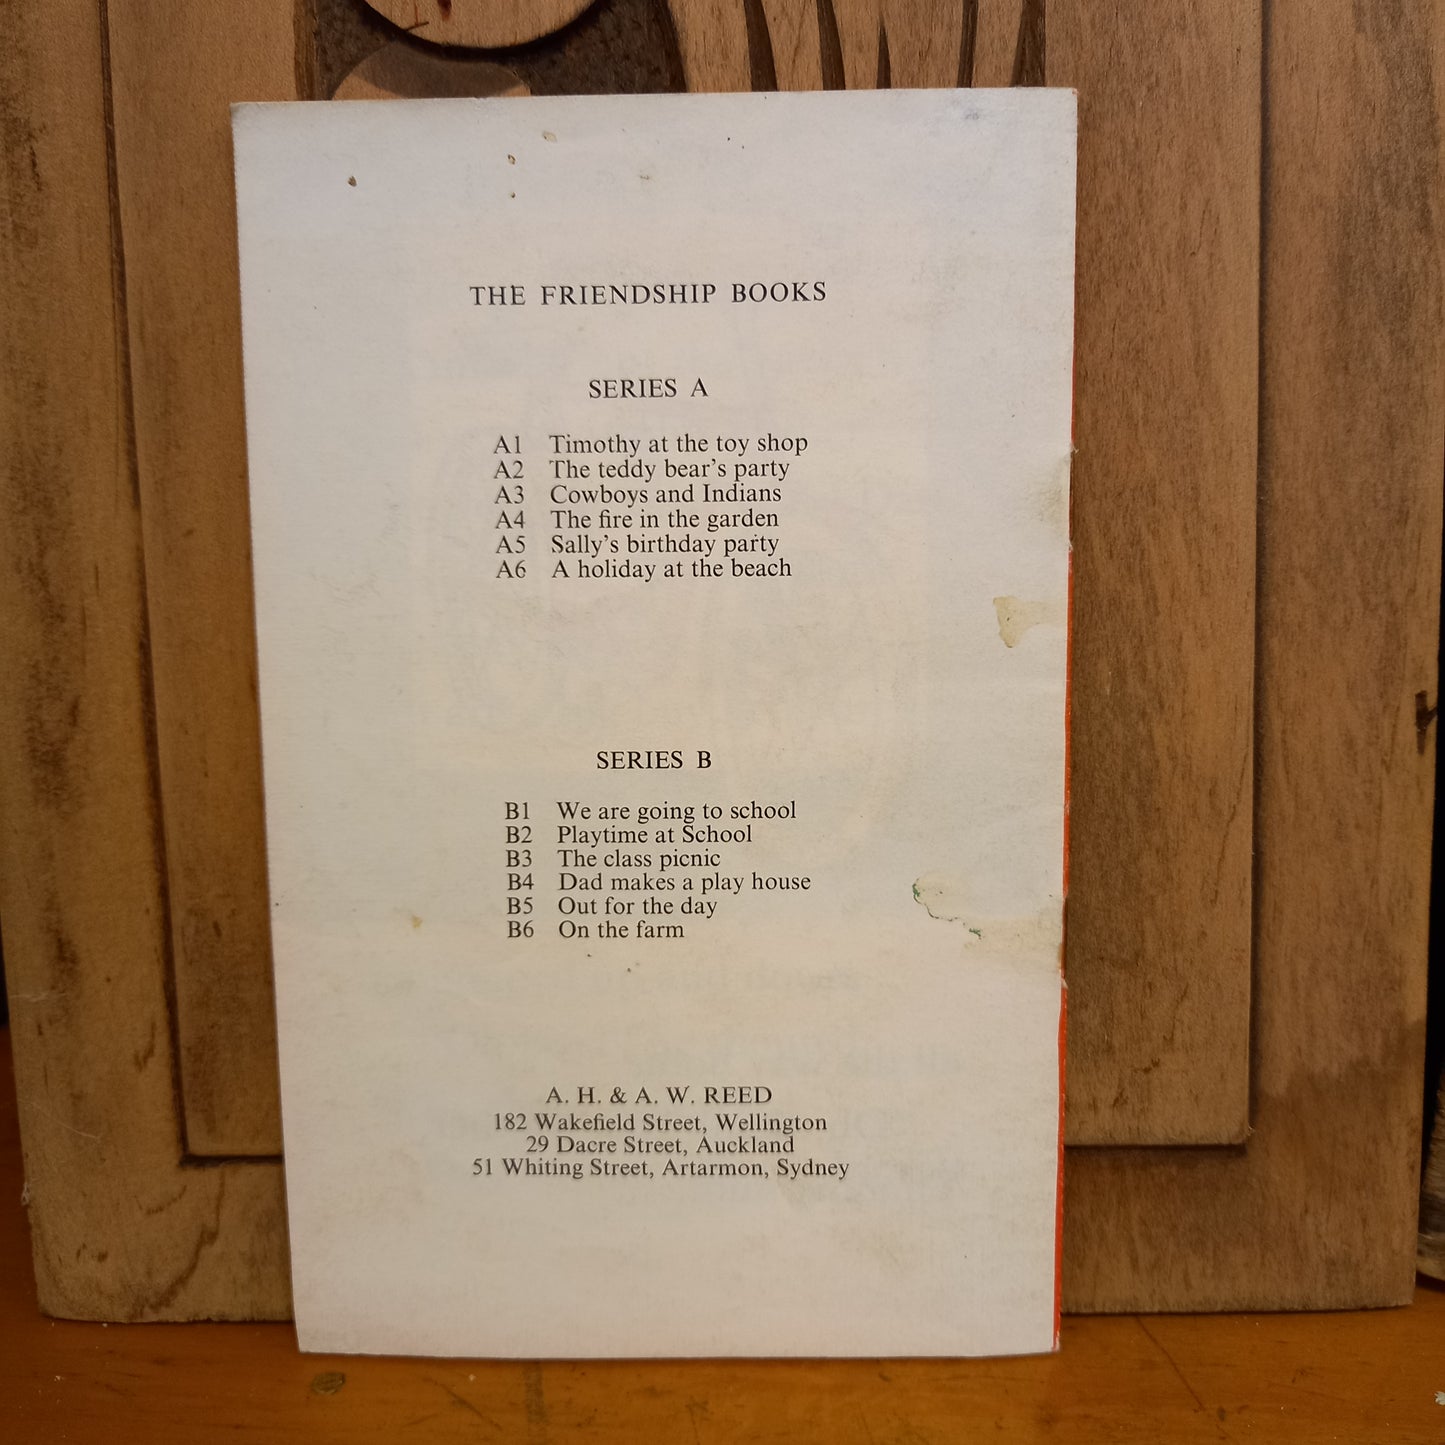 THE FRIENDSHIP BOOKS
SERIES A
A1 Timothy at the toy shop
A2 The teddy bear's party
A3 Cowboys and Indians
A4 The fire in the garden
A5 Sally's birthday party
A6 A holiday at the beach
SERIES B
B1 We are going to school
B2 Playtime at School
B3 The class picnic
B4 Dad makes a play house
B5 Out for the day
B6 On the farm
A. H. & A. W. REED
182 Wakefield Street, Wellington
29 Dacre Street, Auckland
51 Whiting Street, Artarmon, Sydney